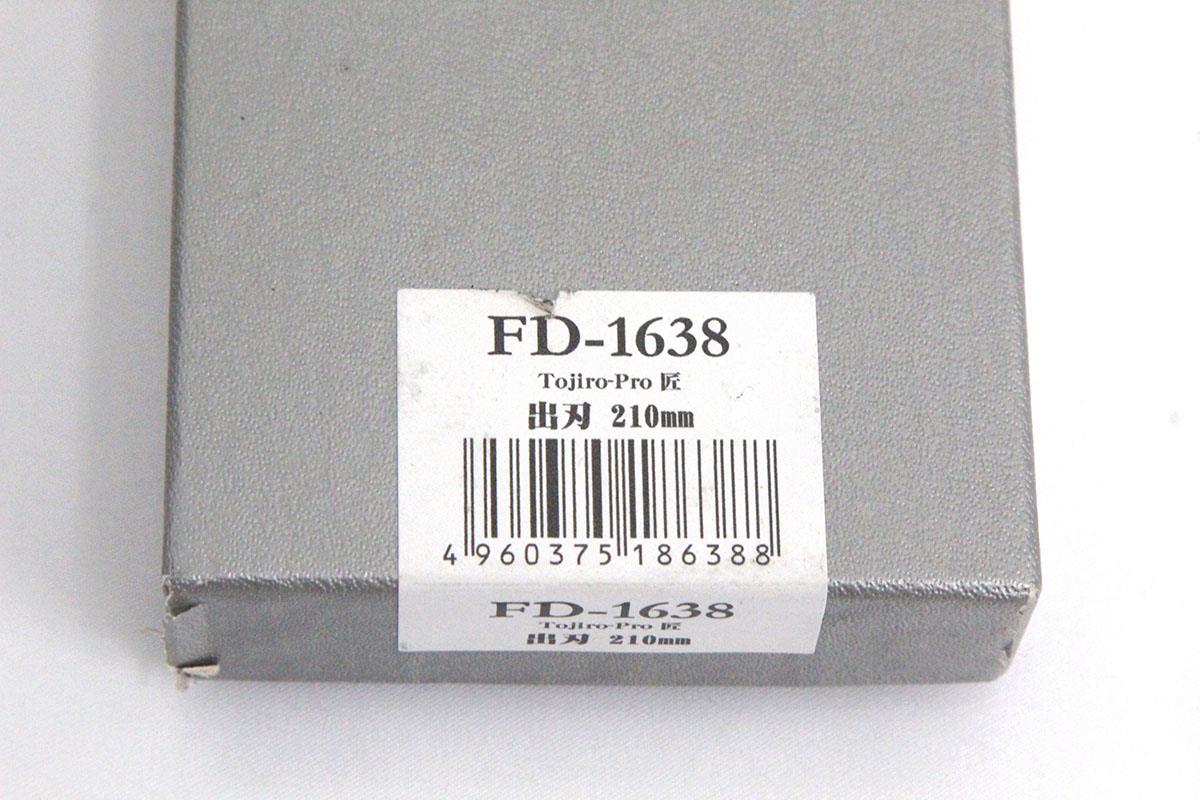 FD-1638
Tojiro-Pro 匠
出刃 210mm
4 960375 186388
FD-1638
Tojiro-Pro 匠
出刃 210mm